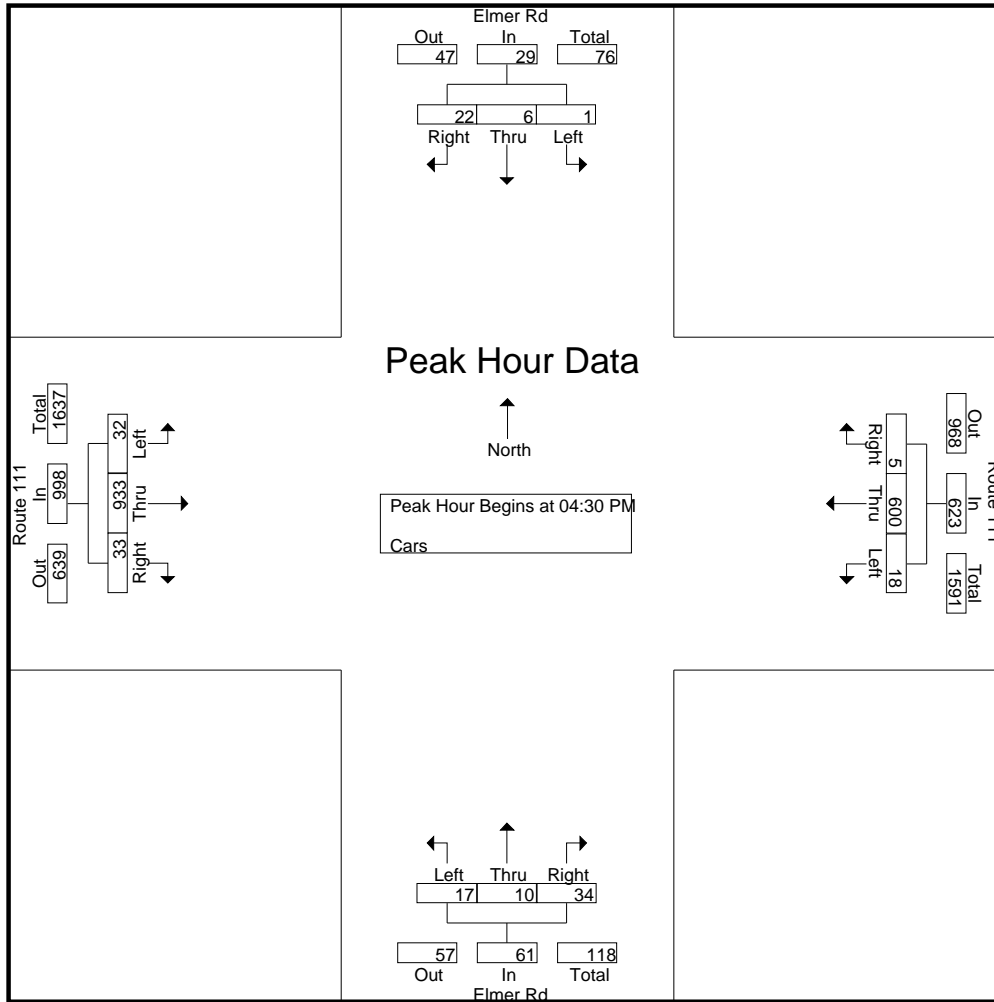 Elmer Rd
Out In Total
47 29 76
22 6 1
Right Thru Left
Peak Hour Data
North
Peak Hour Begins at 04:30 PM
Cars
Route 111
Total In Out
1637 998 639
32 933 33
Left Thru Right
Route 111
Out In Total
968 623 1591
5 600 18
Right Thru Left
Left Thru Right
17 10 34
57 61 118
Out In Total
Elmer Rd